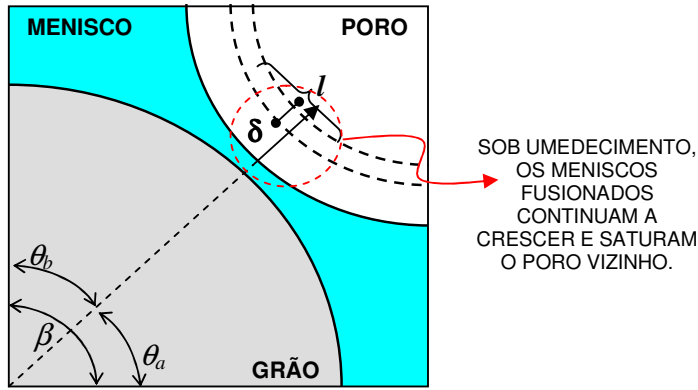 MENISCO
PORO
l
δ
SOB UMEDECIMENTO,
OS MENISCOS
FUSIONADOS
CONTINUAM A
CRESCER E SATURAM
O PORO VIZINHO.
θb
β
θa
GRÃO